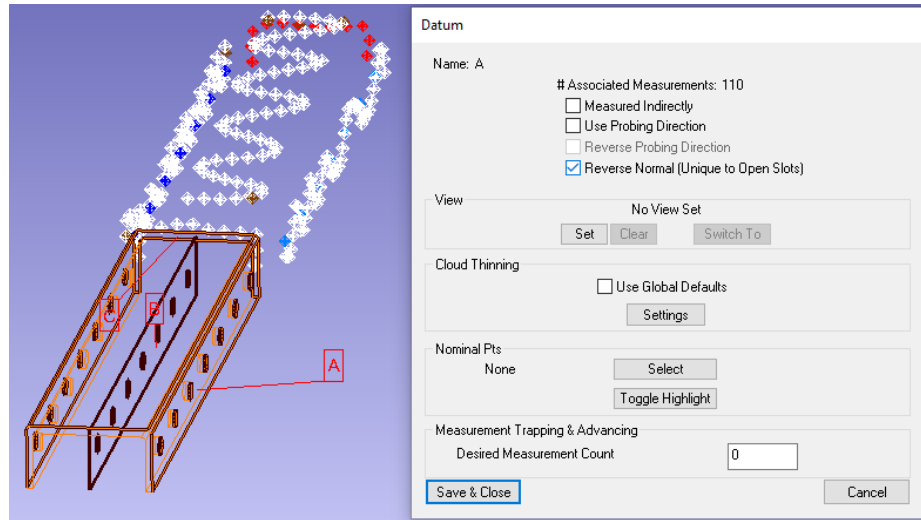 C
B
A
Datum
Name: A
# Associated Measurements: 110
Measured Indirectly
Use Probing Direction
Reverse Probing Direction
Reverse Normal (Unique to Open Slots)
View
No View Set
Set Clear Switch To
Cloud Thinning
Use Global Defaults
Settings
Nominal Pts
None Select
Toggle Highlight
Measurement Trapping & Advancing
Desired Measurement Count 0
Save & Close Cancel